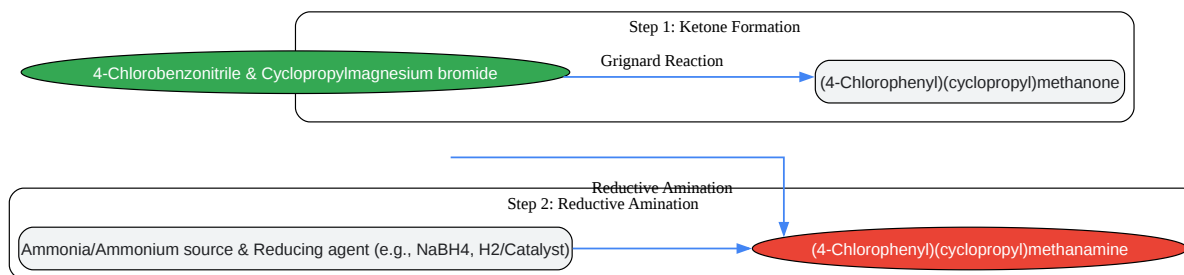 Step 1: Ketone Formation
4-Chlorobenzonitrile & Cyclopropylmagnesium bromide
Grignard Reaction
(4-Chlorophenyl)(cyclopropyl)methanone
Reductive Amination
Step 2: Reductive Amination
Ammonia/Ammonium source & Reducing agent (e.g., NaBH4, H2/Catalyst)
(4-Chlorophenyl)(cyclopropyl)methanamine